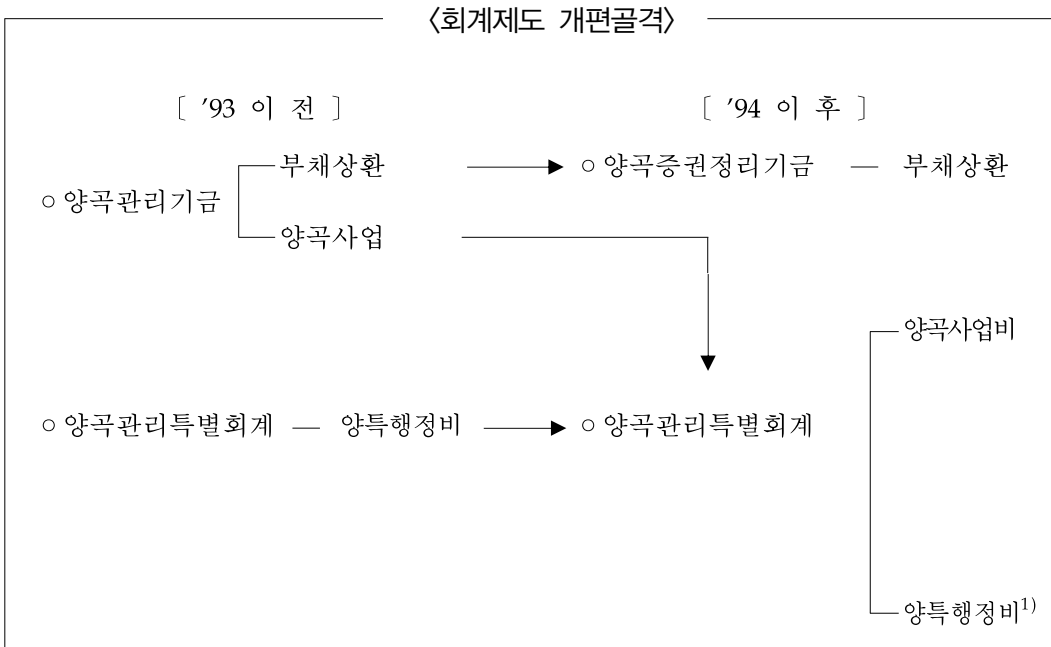 〈회계제도 개편골격〉
[ '93 이 전 ] [ '94 이 후 ]
부채상환 ○ 양곡증권정리기금 — 부채상환
○ 양곡관리기금
양곡사업
양곡사업비
○ 양곡관리특별회계 — 양특행정비 ○ 양곡관리특별회계
양특행정비1)